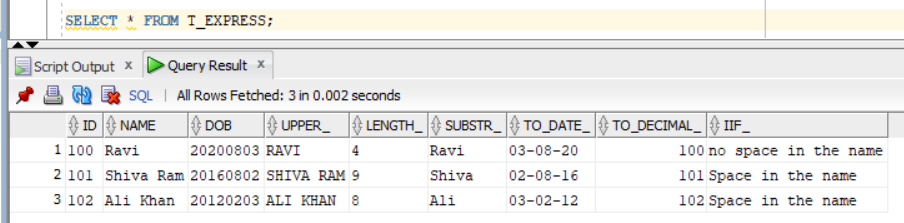 SELECT * FROM T_EXPRESS;
Script Output x Query Result x
SQL | All Rows Fetched: 3 in 0.002 seconds
ID NAME DOB UPPER_ LENGTH_ SUBSTR_ TO_DATE_ TO_DECIMAL_ IIF_
1 100 Ravi 20200803 RAVI 4 Ravi 03-08-20 100 no space in the name
2 101 Shiva Ram 20160802 SHIVA RAM 9 Shiva 02-08-16 101 Space in the name
3 102 Ali Khan 20120203 ALI KHAN 8 Ali 03-02-12 102 Space in the name